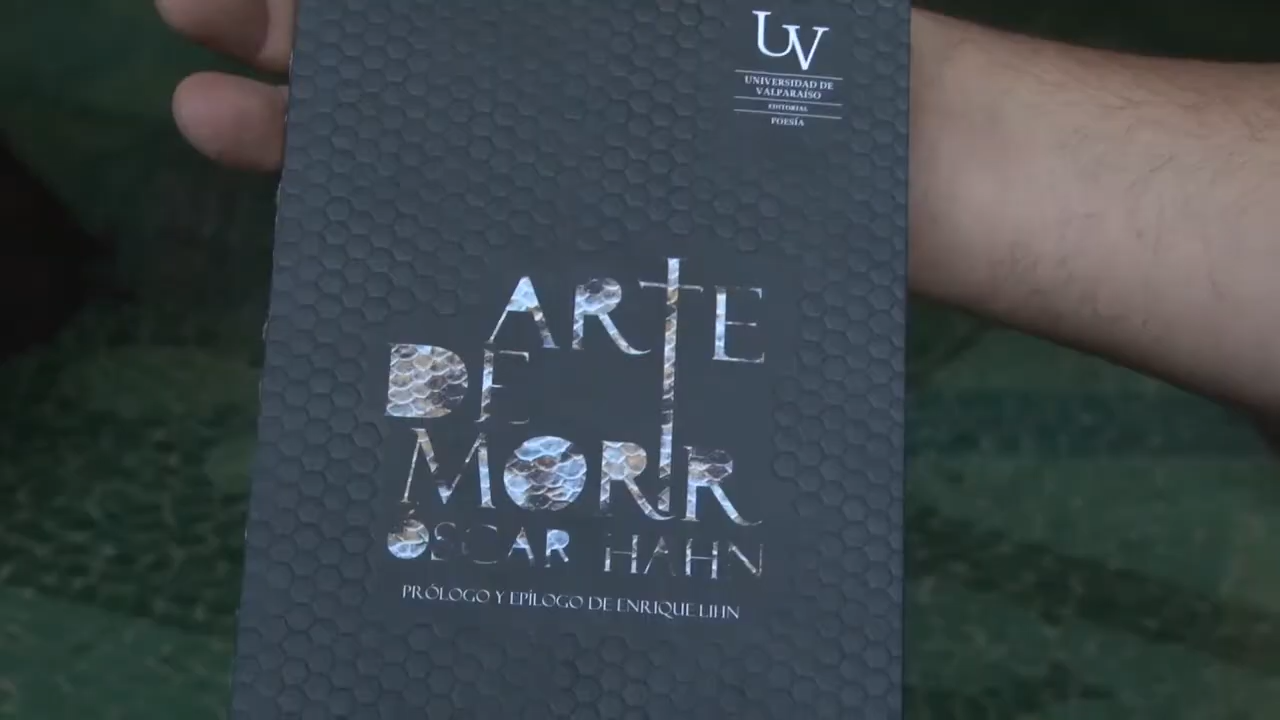 UV
UNIVERSIDAD DE
VALPARAÍSO
EDITORIAL
POESÍA
ARTE
DE
MORIR
ÓSCAR HAHN
PRÓLOGO Y EPÍLOGO DE ENRIQUE LIHN